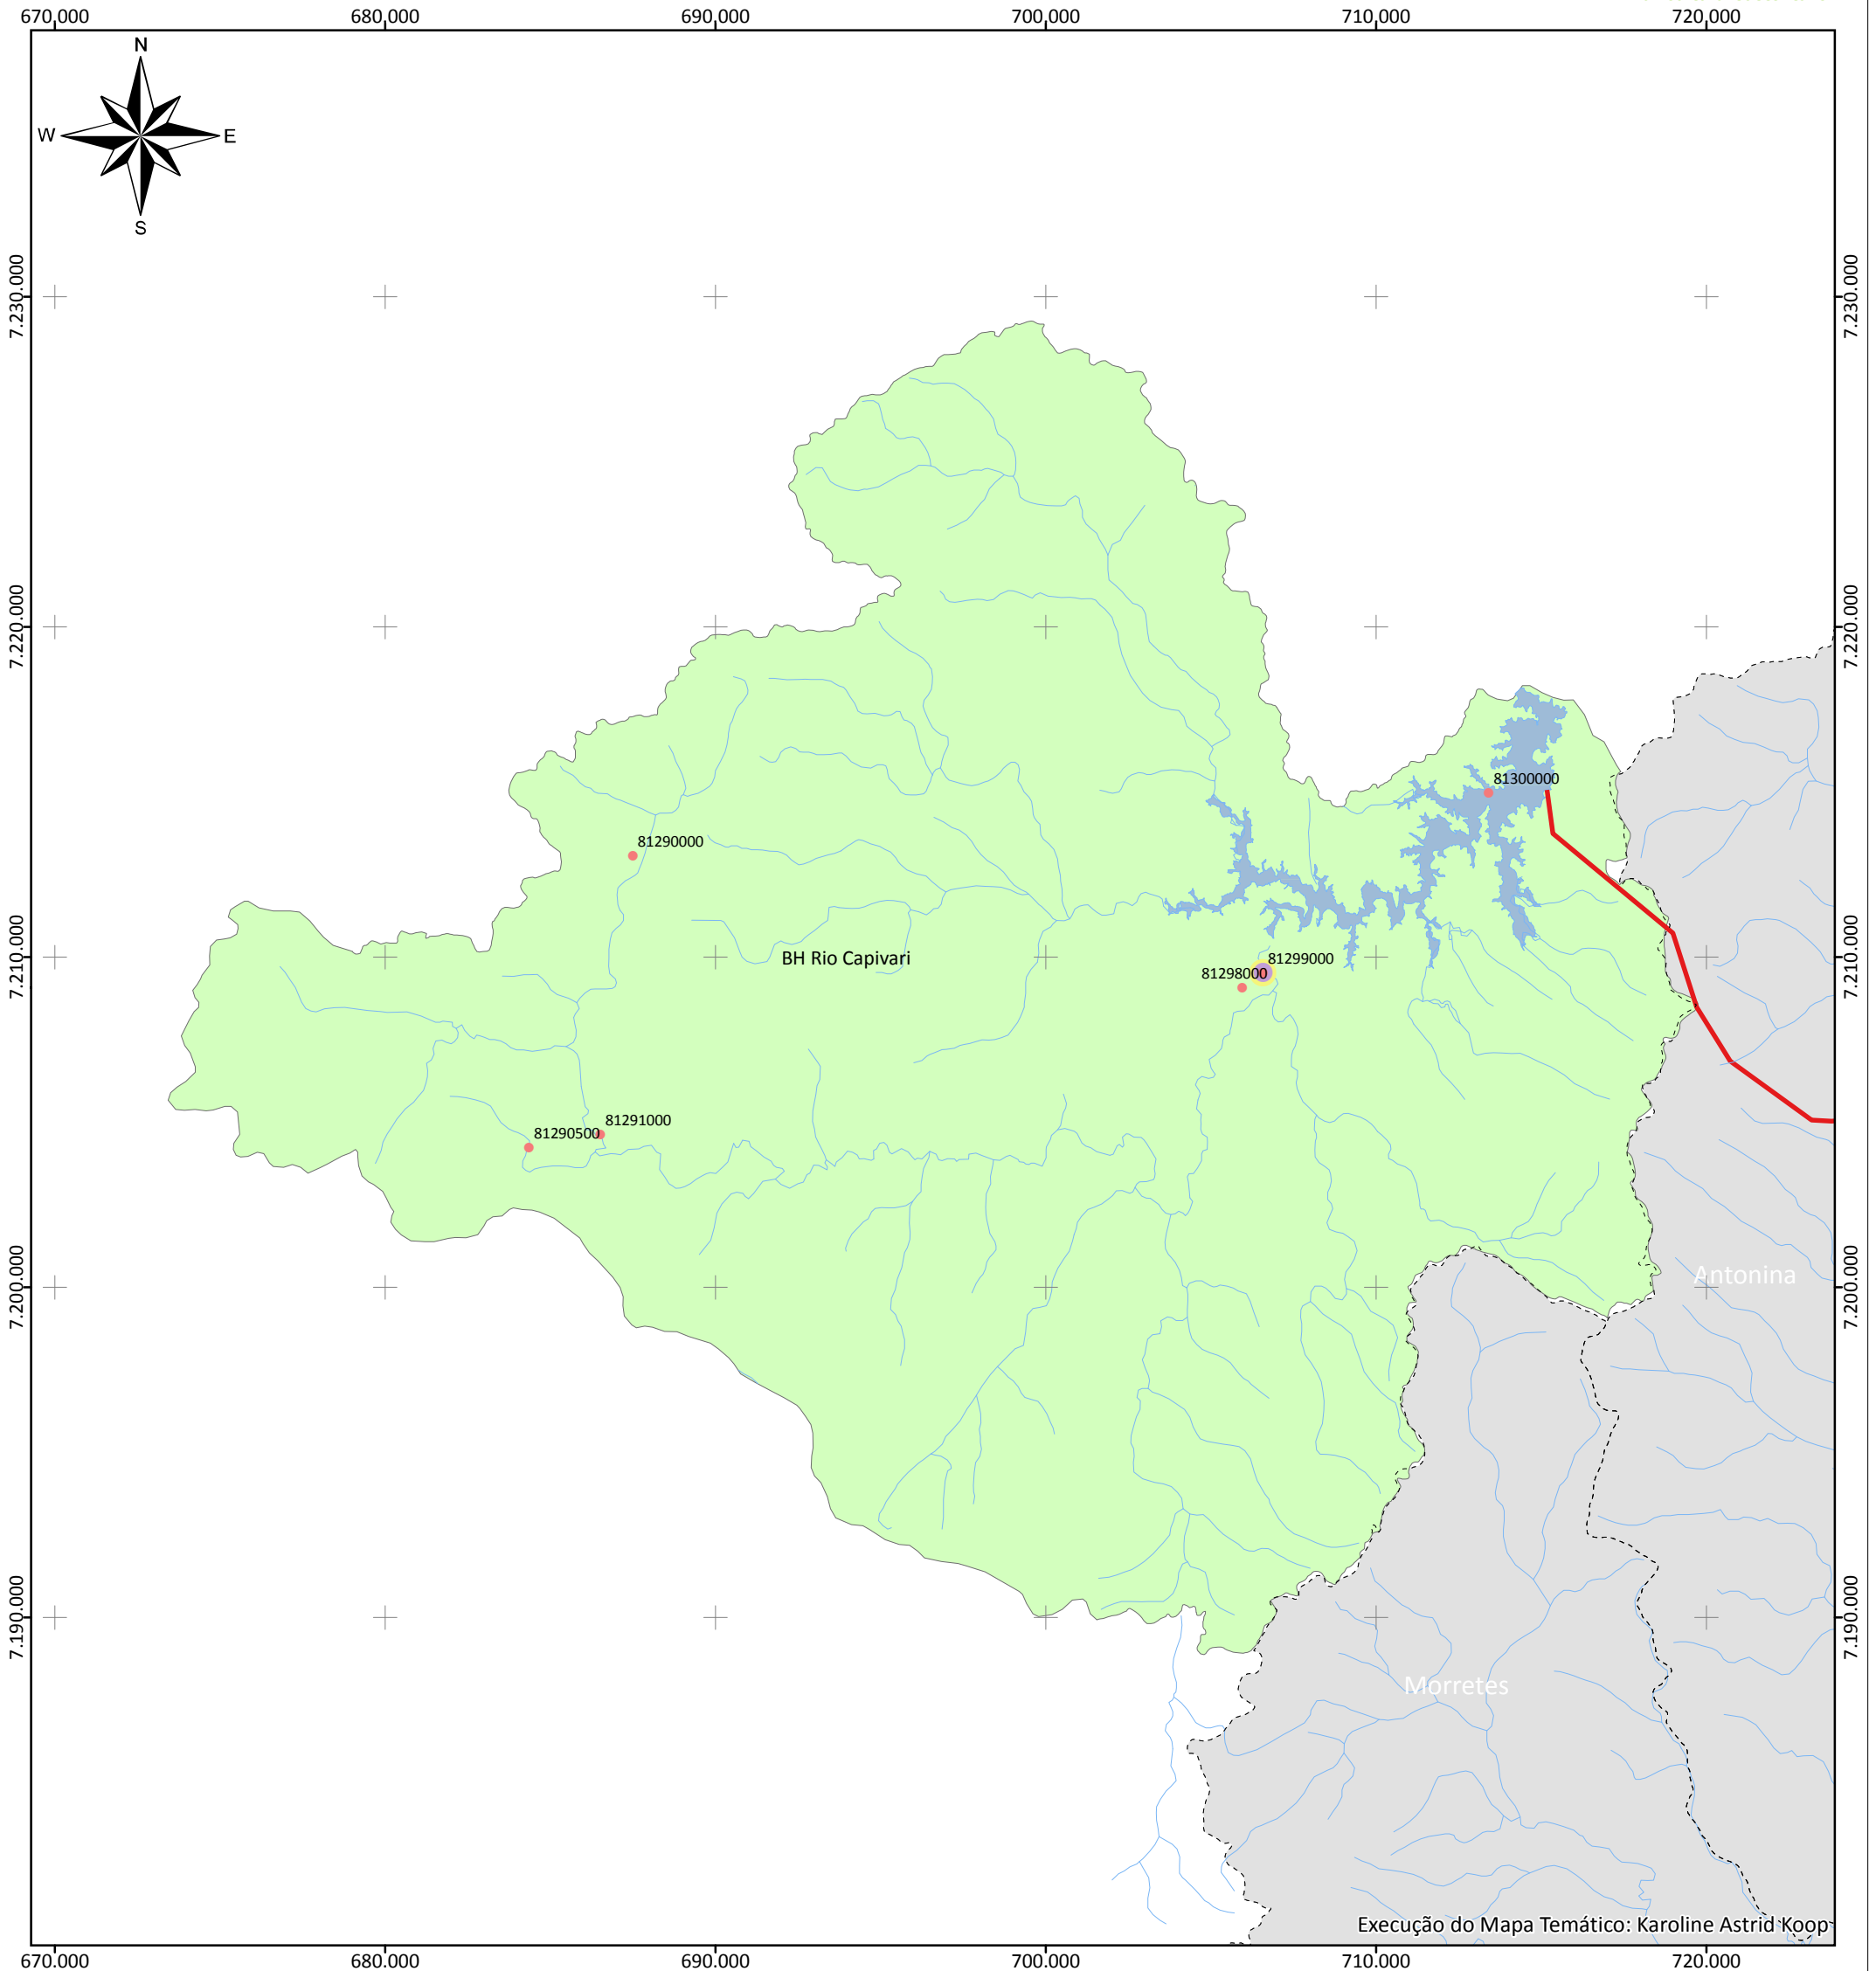 670.000 680.000 690.000 700.000 710.000 720.000
N
W E
S
7.230.000 7.230.000
7.220.000 7.220.000
81300000
81290000
7.210.000 BH Rio Capivari 81299000 7.210.000
81298000
81291000
81290500
7.200.000 Antonina 7.200.000
7.190.000 7.190.000
Morretes
Execução do Mapa Temático: Karoline Astrid Koop
670.000 680.000 690.000 700.000 710.000 720.000